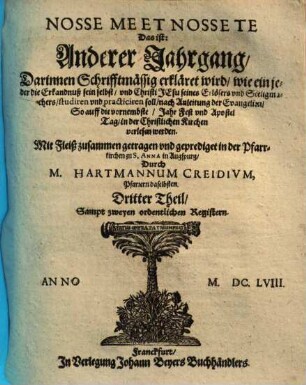 NOSSE ME ET NOSSE TE
Das ist:
Anderer Jahrgang/
Darinnen Schrifftmässig erkläret wird/ wie ein je-
der die Erkandnuß sein selbst/ und Christi JEsu seines Erlösers und Seeligma-
chers/ studiren und practiciren soll/ nach Anleitung der Evangelien/
So auff die vornembste/ Jahr Fest und Apostel
Tag/ in der Christlichen Kirchen
verlesen werden.
Mit Fleiß zusammen getragen und geprediget in der Pfarr-
kirchen zu S. ANNA in Augspurg/
Durch
M. HARTMANNUM CREIDIUM,
Pfarrern daselbsten.
Dritter Theil/
Sampt zweyen ordentlichen Registern.
ANNO M. DC. LVIII.
Franckfurt/
In Verlegung Johann Beyers Buchhändlers.